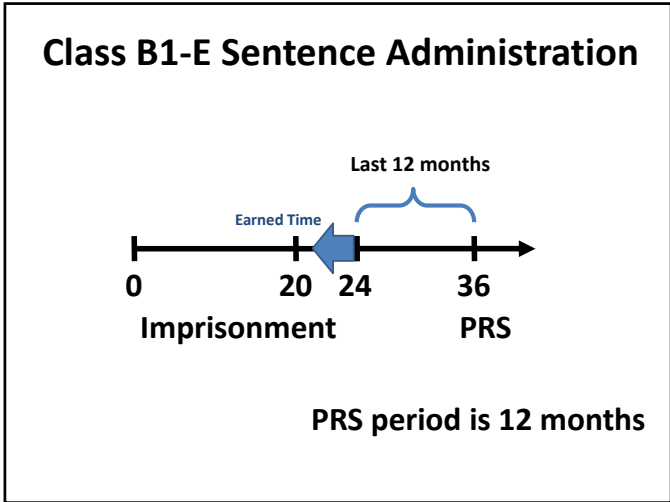 Class B1-E Sentence Administration
Last 12 months
Earned Time
0 20 24 36
Imprisonment PRS
PRS period is 12 months